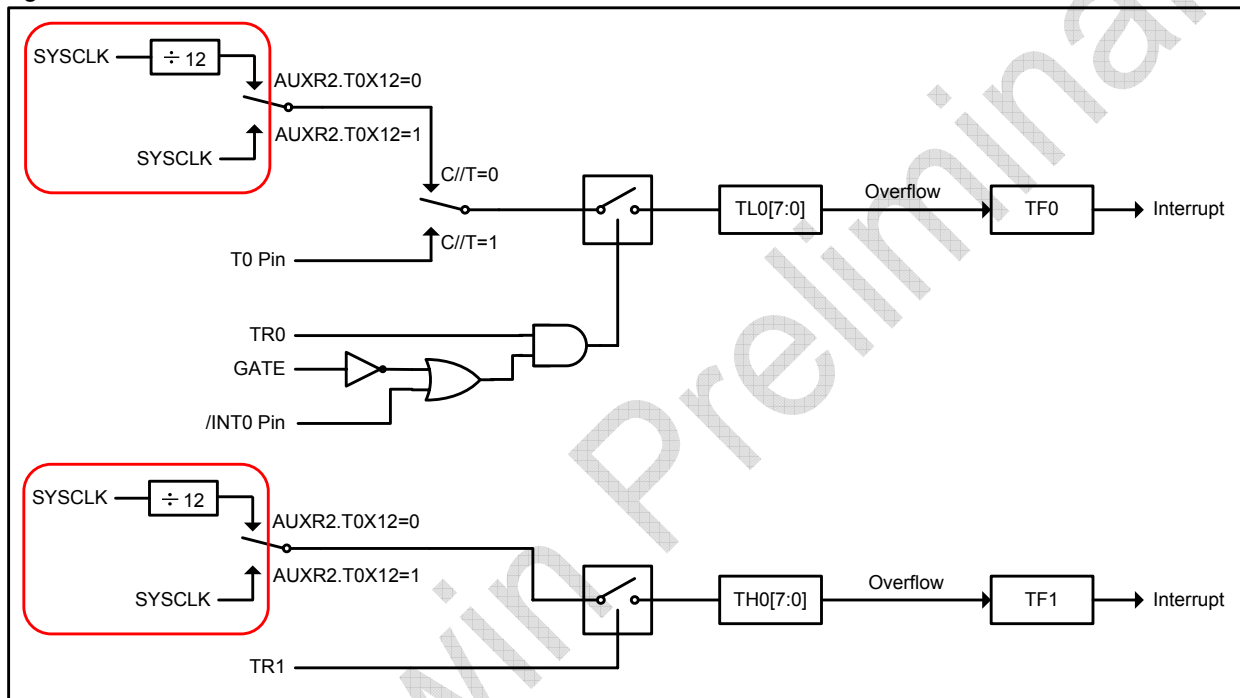 SYSCLK ÷ 12
AUXR2.T0X12=0
AUXR2.T0X12=1
SYSCLK
C//T=0
TL0[7:0] Overflow TF0 Interrupt
C//T=1
T0 Pin
TR0
GATE
/INT0 Pin
SYSCLK ÷ 12
AUXR2.T0X12=0
AUXR2.T0X12=1
SYSCLK
TH0[7:0] Overflow TF1 Interrupt
TR1
win Preliminar